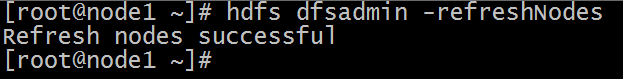 [root@node1 ~]# hdfs dfsadmin -refreshNodes
Refresh nodes successful
[root@node1 ~]#